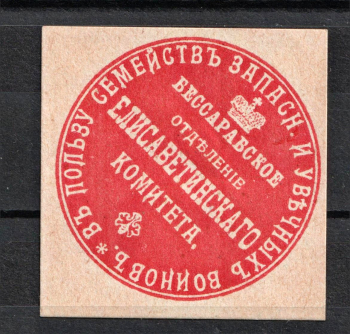 * ВЪ ПОЛЬЗУ СЕМЕЙСТВЪ ЗАПАСН. И УВѢЧНЫХЪ ВОИНОВЪ.
БЕССАРАБСКОЕ
ОТДѢЛЕНІЕ
ЕЛИСАВЕТИНСКАГО
КОМИТЕТА.